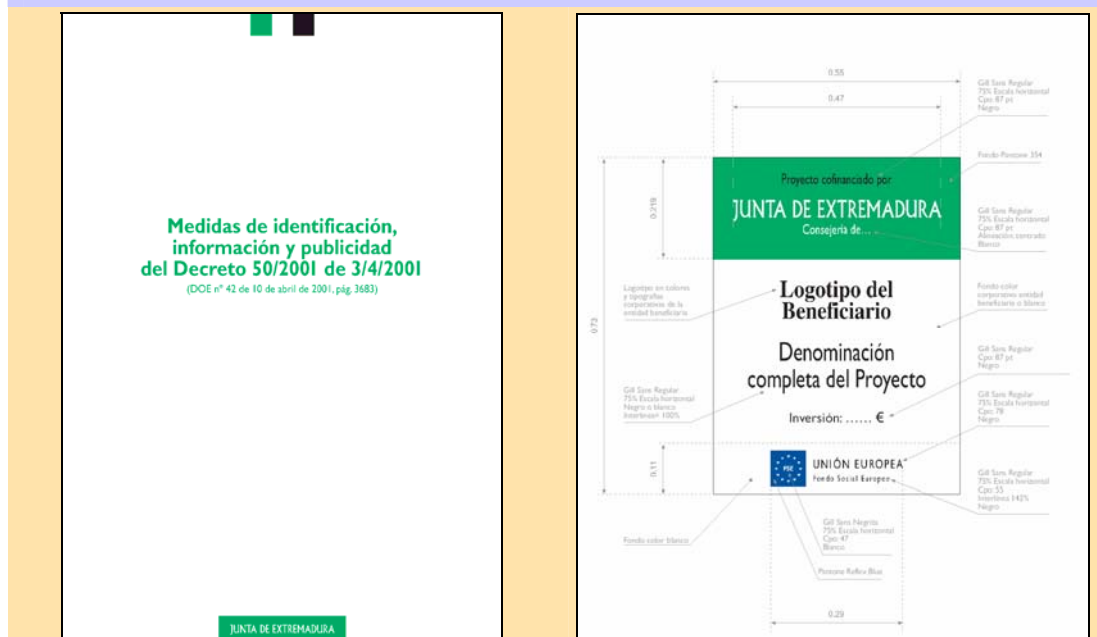 Medidas de identificación,
información y publicidad
del Decreto 50/2001 de 3/4/2001
(DOE nº 42 de 10 de abril de 2001, pág. 3683)
JUNTA DE EXTREMADURA
0.55
0.47
Gill Sans Regular
75% Escala horizontal
Cpo: 87 pt
Negro
Fondo Pantone 354
0.219
Proyecto cofinanciado por
JUNTA DE EXTREMADURA
Consejería de...
Gill Sans Regular
75% Escala horizontal
Cpo: 87 pt
Alineación centrado
Blanco
Logotipo en colores
y tipografías
corporativas de la
entidad beneficiaria
Logotipo del
Beneficiario
Fondo color
corporativo entidad
beneficiaria o blanco
0.73
Denominación
completa del Proyecto
Gill Sans Regular
Cpo: 87 pt
Negro
Gill Sans Regular
75% Escala horizontal
Negro o blanco
Interlínea: 100%
Inversión: ...... €
Gill Sans Regular
75% Escala horizontal
Cpo: 78
Negro
0.11
FSE
UNIÓN EUROPEA
Fondo Social Europeo
Gill Sans Regular
75% Escala horizontal
Cpo: 55
Interlínea 142%
Negro
Fondo color blanco
Gill Sans Negrita
75% Escala horizontal
Cpo: 47
Blanco
Pantone Reflex Blue
0.29